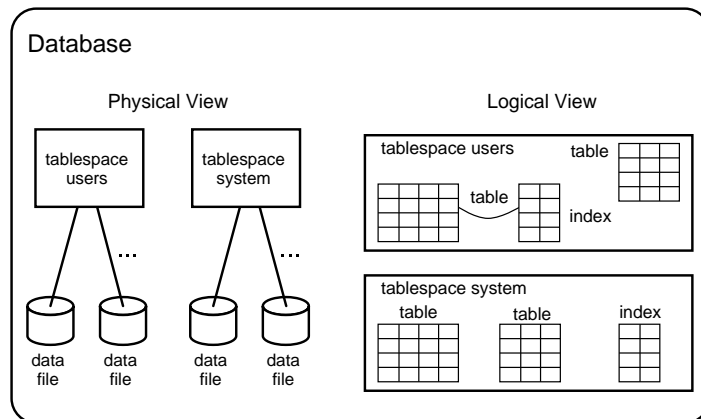 Database
Physical View
Logical View
tablespace
users
tablespace
system
...
...
data
file
data
file
data
file
data
file
tablespace users
table
table
index
tablespace system
table
table
index